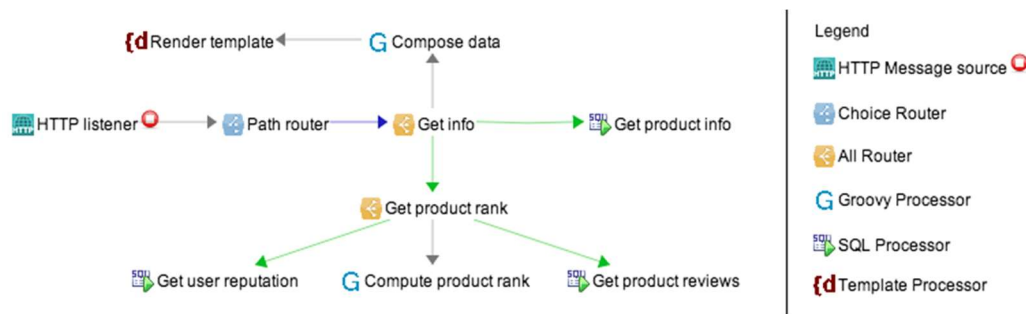 Render template
Compose data
HTTP listener
Path router
Get info
Get product info
Get product rank
Get user reputation
Compute product rank
Get product reviews
Legend
HTTP Message source
Choice Router
All Router
Groovy Processor
SQL Processor
Template Processor